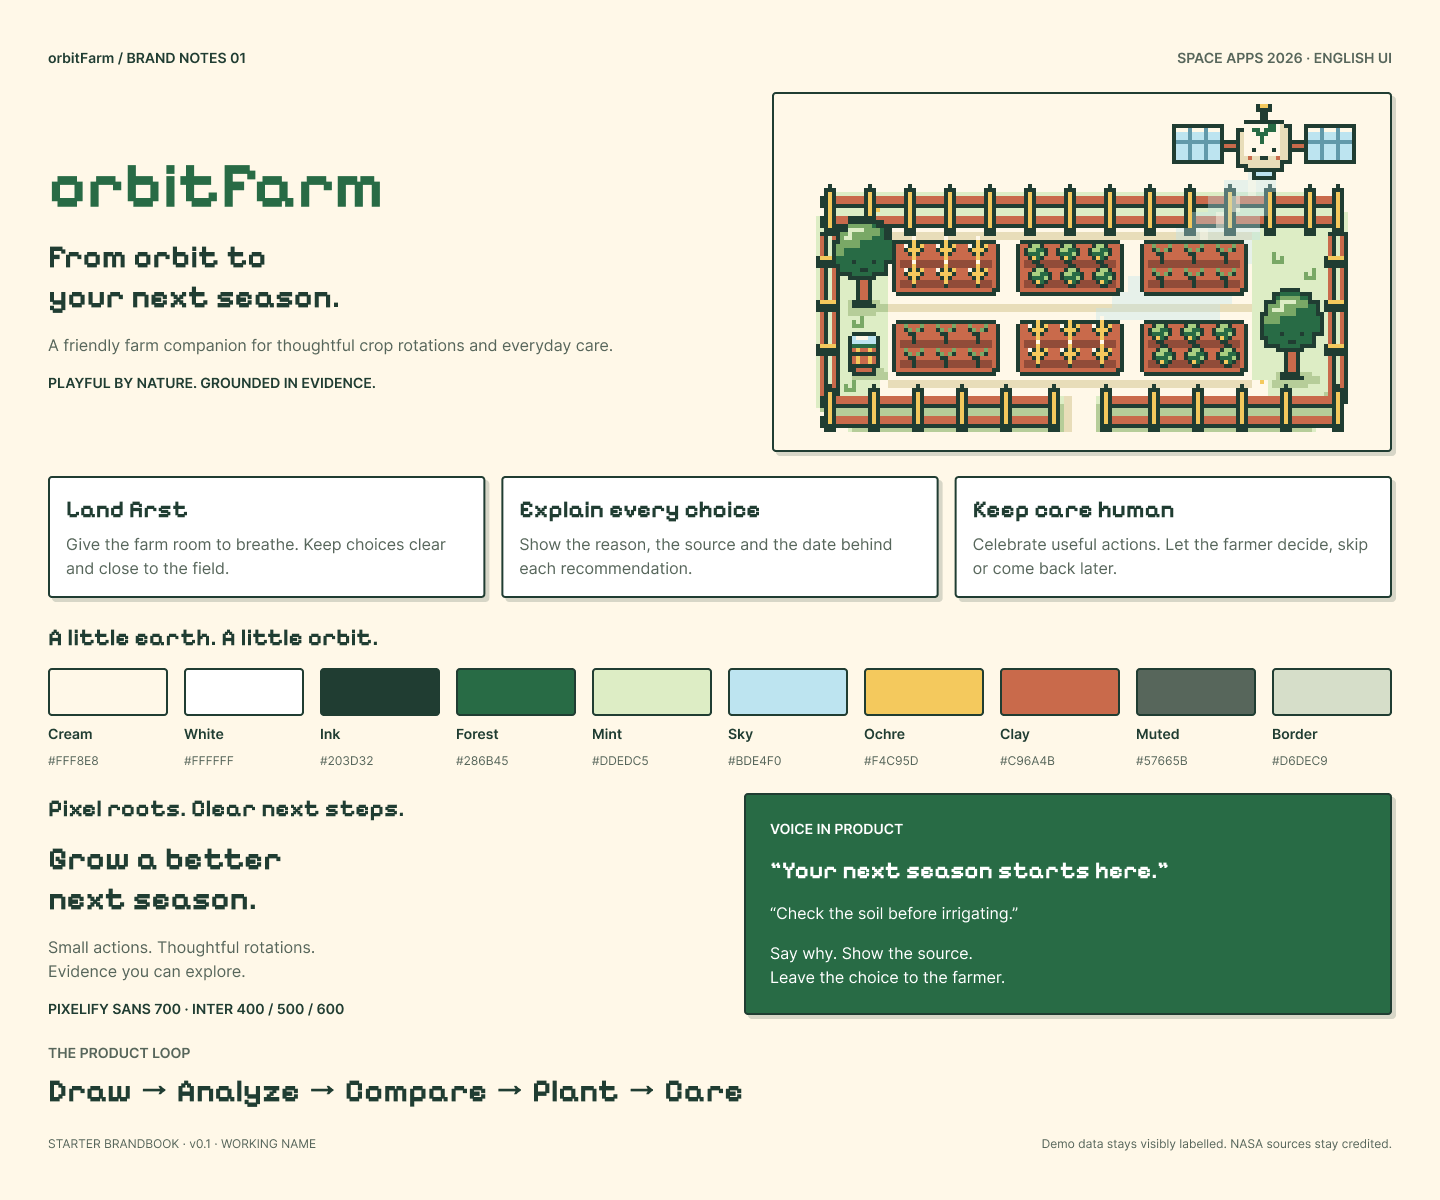 orbitFarm / BRAND NOTES 01
SPACE APPS 2026 · ENGLISH UI
orbitFarm
From orbit to
your next season.
A friendly farm companion for thoughtful crop rotations and everyday care.
PLAYFUL BY NATURE. GROUNDED IN EVIDENCE.
Land first
Give the farm room to breathe. Keep choices clear
and close to the field.
Explain every choice
Show the reason, the source and the date behind
each recommendation.
Keep care human
Celebrate useful actions. Let the farmer decide, skip
or come back later.
A little earth. A little orbit.
Cream
White
Ink
Forest
Mint
Sky
Ochre
Clay
Muted
Border
#FFF8E8
#FFFFFF
#203D32
#286B45
#DDEDC5
#BDE4F0
#F4C95D
#C96A4B
#57665B
#D6DEC9
Pixel roots. Clear next steps.
Grow a better
next season.
Small actions. Thoughtful rotations.
Evidence you can explore.
PIXELIFY SANS 700 · INTER 400 / 500 / 600
VOICE IN PRODUCT
“Your next season starts here.”
“Check the soil before irrigating.”
Say why. Show the source.
Leave the choice to the farmer.
THE PRODUCT LOOP
Draw → Analyze → Compare → Plant → Care
STARTER BRANDBOOK · v0.1 · WORKING NAME
Demo data stays visibly labelled. NASA sources stay credited.